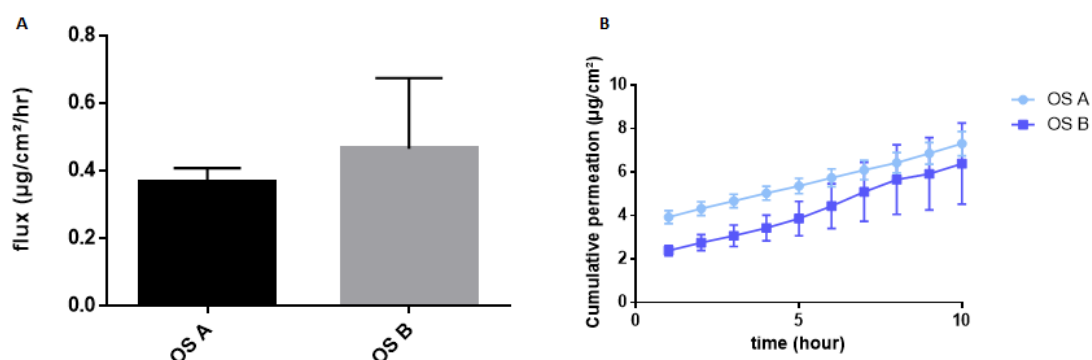 A
flux (µg/cm²/hr)
0.8
0.6
0.4
0.2
0.0
OS A
OS B
B
Cumulative permeation (µg/cm²)
10
8
6
4
2
0
0
5
10
time (hour)
OS A
OS B